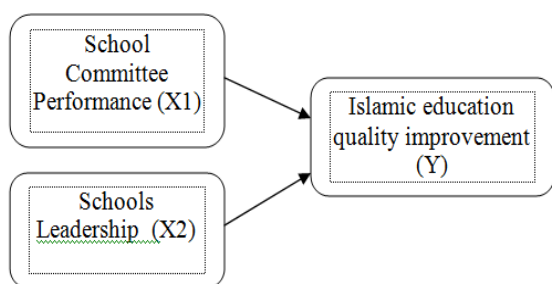 School
Committee
Performance (X1)
Islamic education
quality improvement
(Y)
Schools
Leadership (X2)